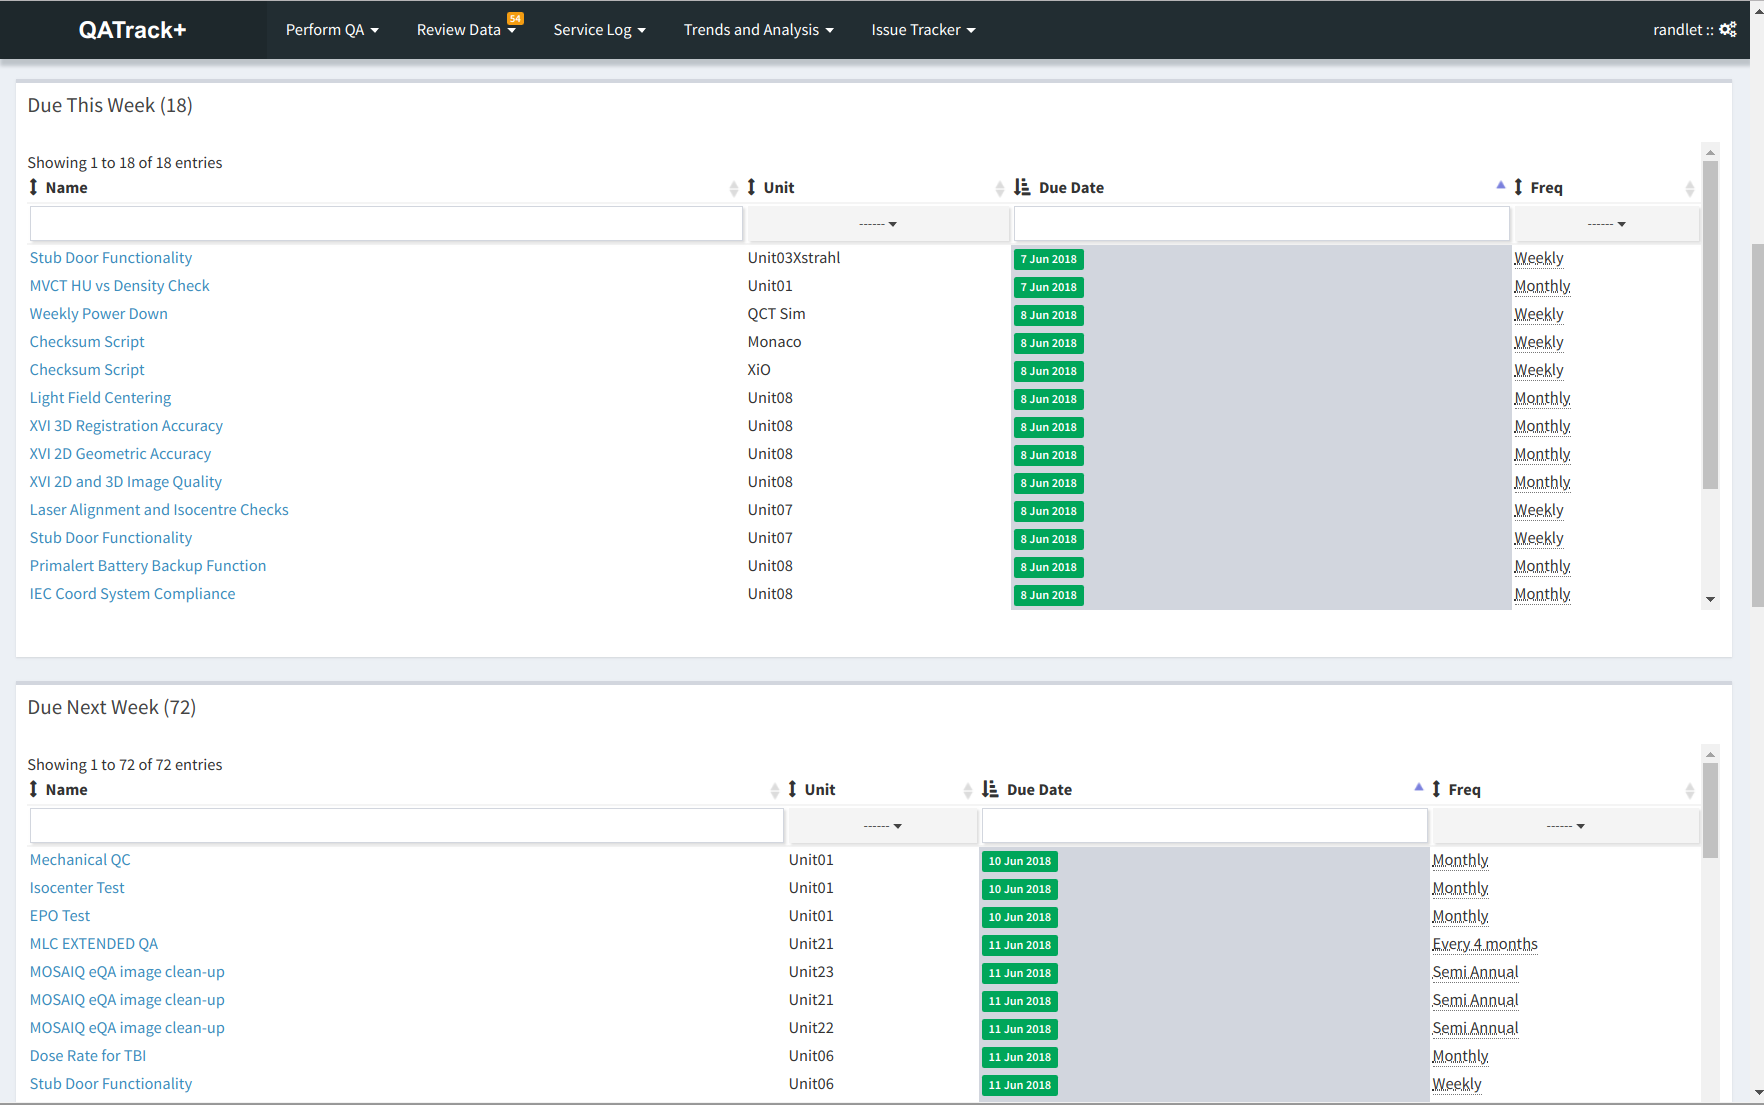 QATrack+ Perform QA Review Data 54 Service Log Trends and Analysis Issue Tracker randlet ::
Due This Week (18)
Showing 1 to 18 of 18 entries
Name Unit Due Date Freq
------ ------
Stub Door Functionality Unit03Xstrahl 7 Jun 2018 Weekly
MVCT HU vs Density Check Unit01 7 Jun 2018 Monthly
Weekly Power Down QCT Sim 8 Jun 2018 Weekly
Checksum Script Monaco 8 Jun 2018 Weekly
Checksum Script XiO 8 Jun 2018 Weekly
Light Field Centering Unit08 8 Jun 2018 Monthly
XVI 3D Registration Accuracy Unit08 8 Jun 2018 Monthly
XVI 2D Geometric Accuracy Unit08 8 Jun 2018 Monthly
XVI 2D and 3D Image Quality Unit08 8 Jun 2018 Monthly
Laser Alignment and Isocentre Checks Unit07 8 Jun 2018 Weekly
Stub Door Functionality Unit07 8 Jun 2018 Weekly
Primalert Battery Backup Function Unit08 8 Jun 2018 Monthly
IEC Coord System Compliance Unit08 8 Jun 2018 Monthly
Due Next Week (72)
Showing 1 to 72 of 72 entries
Name Unit Due Date Freq
------ ------
Mechanical QC Unit01 10 Jun 2018 Monthly
Isocenter Test Unit01 10 Jun 2018 Monthly
EPO Test Unit01 10 Jun 2018 Monthly
MLC EXTENDED QA Unit21 11 Jun 2018 Every 4 months
MOSAIQ eQA image clean-up Unit23 11 Jun 2018 Semi Annual
MOSAIQ eQA image clean-up Unit21 11 Jun 2018 Semi Annual
MOSAIQ eQA image clean-up Unit22 11 Jun 2018 Semi Annual
Dose Rate for TBI Unit06 11 Jun 2018 Monthly
Stub Door Functionality Unit06 11 Jun 2018 Weekly